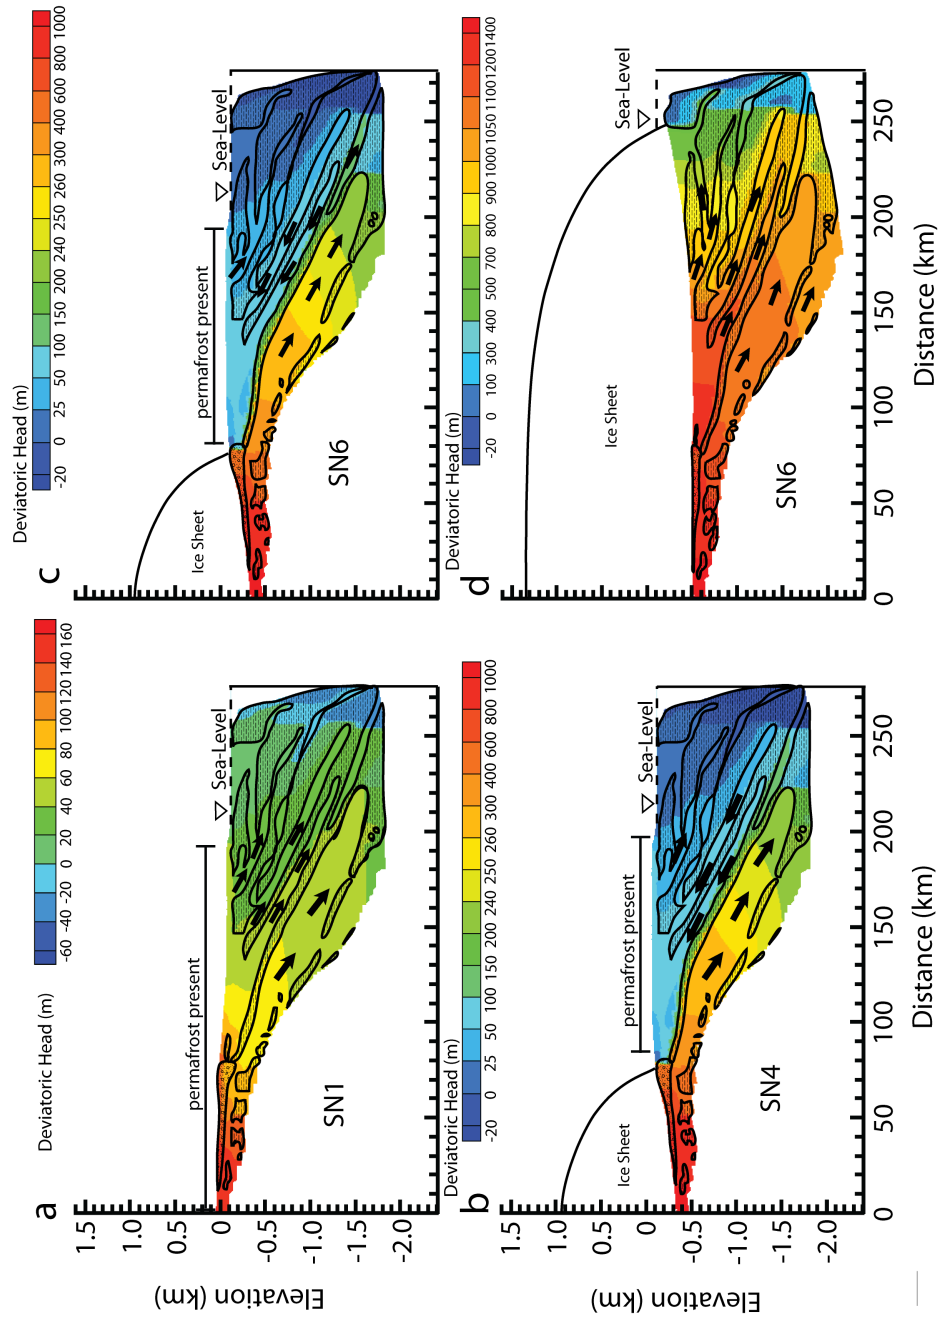 a
Deviatoric Head (m)
-60 -40 -20 0 20 40 60 80 100 120 140 160
permafrost present
Sea-Level
SN1
1.5
1.0
0.5
0
-0.5
-1.0
-1.5
-2.0
Elevation (km)
c
Deviatoric Head (m)
-20 0 25 50 100 150 200 240 250 260 300 400 600 800 1000
Ice Sheet
permafrost present
Sea-Level
SN6
b
Deviatoric Head (m)
-20 0 25 50 100 150 200 240 250 260 300 400 600 800 1000
Ice Sheet
permafrost present
Sea-Level
SN4
1.5
1.0
0.5
0
-0.5
-1.0
-1.5
-2.0
Elevation (km)
0 50 100 150 200 250
Distance (km)
d
Deviatoric Head (m)
-20 0 100 300 400 500 700 800 900 1000 1050 1100 1200 1400
Ice Sheet
Sea-Level
SN6
0 50 100 150 200 250
Distance (km)